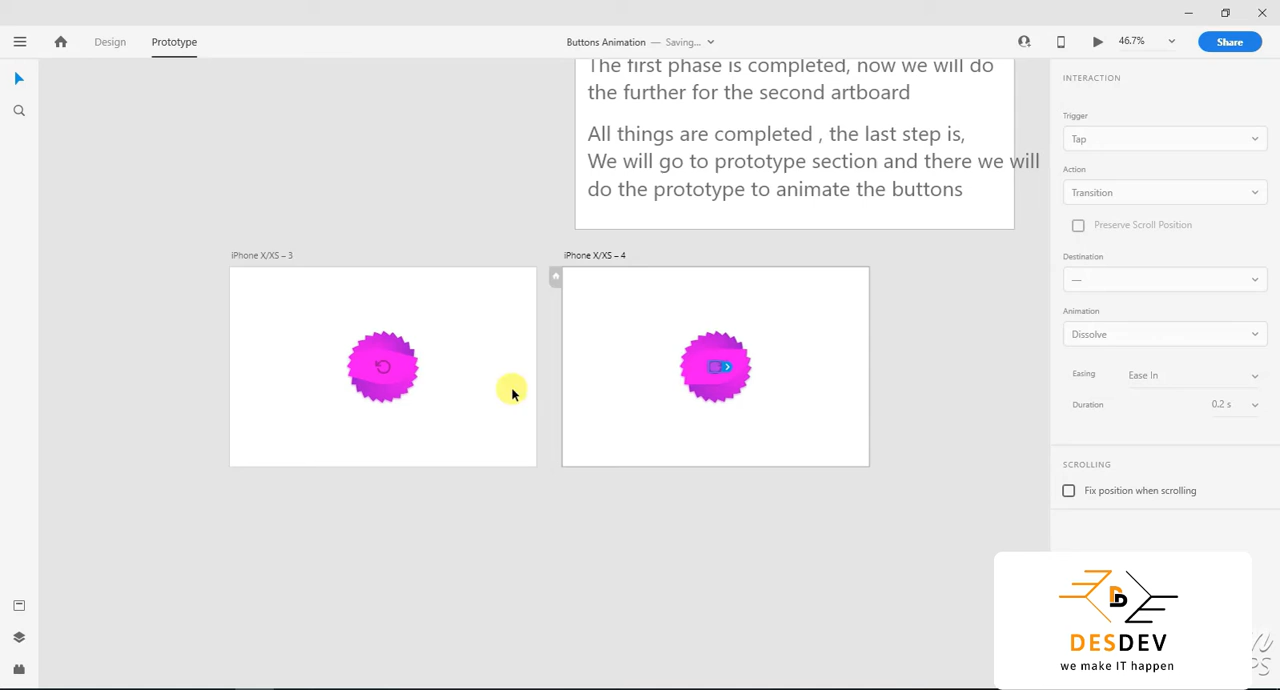 Design
Prototype
Buttons Animation — Saving...
46.7%
Share
The first phase is completed, now we will do
the further for the second artboard
All things are completed , the last step is,
We will go to prototype section and there we will
do the prototype to animate the buttons
iPhone X/XS – 3
iPhone X/XS – 4
INTERACTION
Trigger
Tap
Action
Transition
Preserve Scroll Position
Destination
—
Animation
Dissolve
Easing
Ease In
Duration
0.2 s
SCROLLING
Fix position when scrolling
DESDEV
we make IT happen